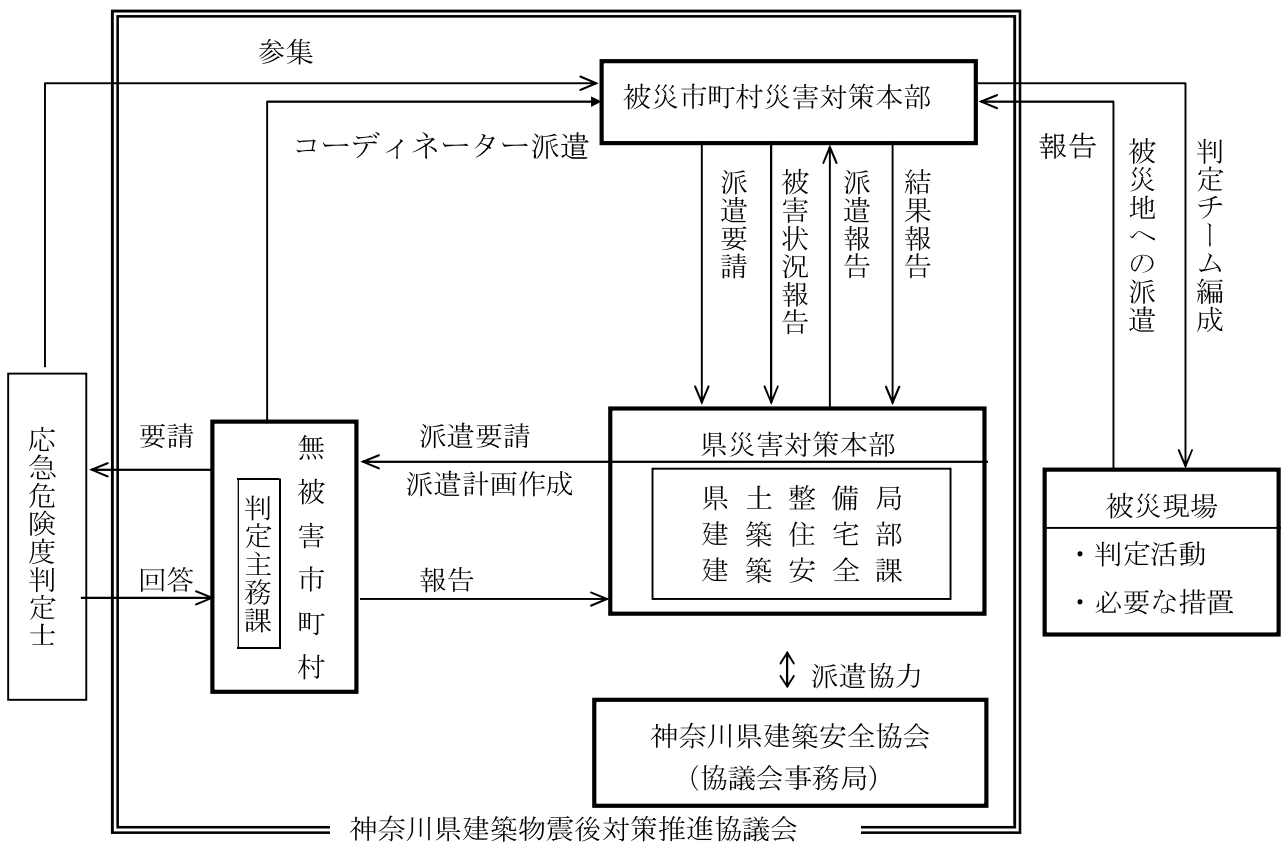 参集
被災市町村災害対策本部
コーディネーター派遣
報告
被災地への派遣
判定チーム編成
派遣要請
被害状況報告
派遣報告
結果報告
応急危険度判定士
要請
回答
無被害市町村
判定主務課
派遣要請
派遣計画作成
報告
県災害対策本部
県土整備局
建築住宅部
建築安全課
被災現場
・判定活動
・必要な措置
派遣協力
神奈川県建築安全協会
（協議会事務局）
神奈川県建築物震後対策推進協議会